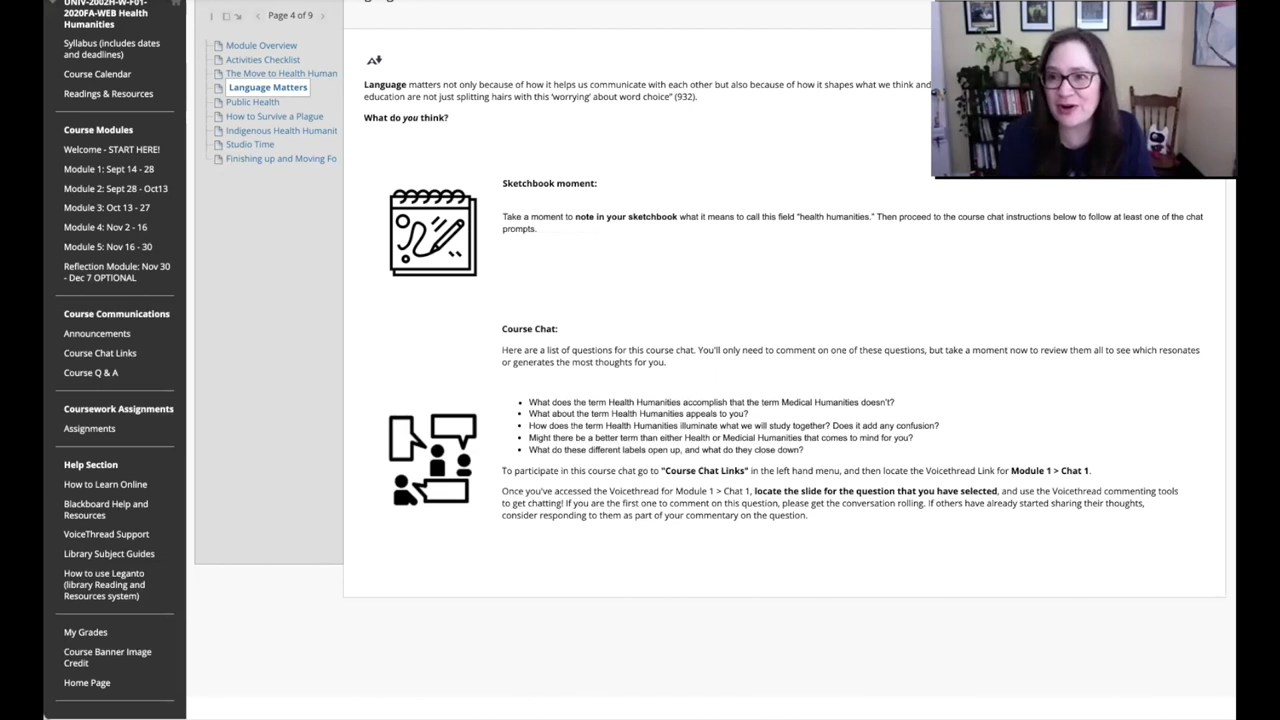 UNIV-2002H-W-F01-
2020FA-WEB Health
Humanities
Syllabus (includes dates
and deadlines)
Course Calendar
Readings & Resources
Course Modules
Welcome - START HERE!
Module 1: Sept 14 - 28
Module 2: Sept 28 - Oct13
Module 3: Oct 13 - 27
Module 4: Nov 2 - 16
Module 5: Nov 16 - 30
Reflection Module: Nov 30
- Dec 7 OPTIONAL
Course Communications
Announcements
Course Chat Links
Course Q & A
Coursework Assignments
Assignments
Help Section
How to Learn Online
Blackboard Help and
Resources
VoiceThread Support
Library Subject Guides
How to use Leganto
(library Reading and
Resources system)
My Grades
Course Banner Image
Credit
Home Page
Page 4 of 9
Module Overview
Activities Checklist
The Move to Health Human
Language Matters
Public Health
How to Survive a Plague
Indigenous Health Humanit
Studio Time
Finishing up and Moving Fo
Language matters not only because of how it helps us communicate with each other but also because of how it shapes what we think and
education are not just splitting hairs with this 'worrying' about word choice" (932).
What do you think?
Sketchbook moment:
Take a moment to note in your sketchbook what it means to call this field "health humanities." Then proceed to the course chat instructions below to follow at least one of the chat
prompts.
Course Chat:
Here are a list of questions for this course chat. You'll only need to comment on one of these questions, but take a moment now to review them all to see which resonates
or generates the most thoughts for you.
• What does the term Health Humanities accomplish that the term Medical Humanities doesn't?
• What about the term Health Humanities appeals to you?
• How does the term Health Humanities illuminate what we will study together? Does it add any confusion?
• Might there be a better term than either Health or Medicial Humanities that comes to mind for you?
• What do these different labels open up, and what do they close down?
To participate in this course chat go to "Course Chat Links" in the left hand menu, and then locate the Voicethread Link for Module 1 > Chat 1.
Once you've accessed the Voicethread for Module 1 > Chat 1, locate the slide for the question that you have selected, and use the Voicethread commenting tools
to get chatting! If you are the first one to comment on this question, please get the conversation rolling. If others have already started sharing their thoughts,
consider responding to them as part of your commentary on the question.